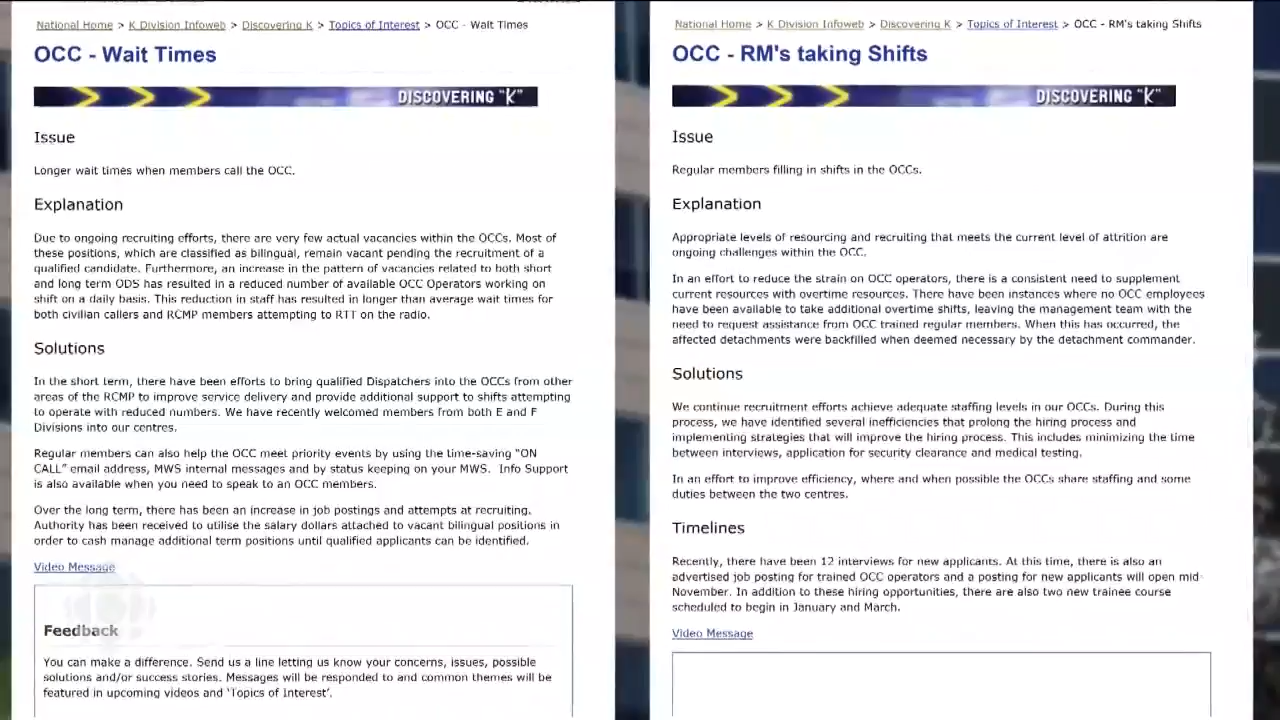 National Home > K Division Infoweb > Discovering K > Topics of Interest > OCC - Wait Times
OCC - Wait Times
DISCOVERING "K"
Issue
Longer wait times when members call the OCC.
Explanation
Due to ongoing recruiting efforts, there are very few actual vacancies within the OCCs. Most of
these positions, which are classified as bilingual, remain vacant pending the recruitment of a
qualified candidate. Furthermore, an increase in the pattern of vacancies related to both short
and long term ODS has resulted in a reduced number of available OCC Operators working on
shift on a daily basis. This reduction in staff has resulted in longer than average wait times for
both civilian callers and RCMP members attempting to RTT on the radio.
Solutions
In the short term, there have been efforts to bring qualified Dispatchers into the OCCs from other
areas of the RCMP to improve service delivery and provide additional support to shifts attempting
to operate with reduced numbers. We have recently welcomed members from both E and F
Divisions into our centres.
Regular members can also help the OCC meet priority events by using the time-saving "ON
CALL" email address, MWS internal messages and by status keeping on your MWS. Info Support
is also available when you need to speak to an OCC members.
Over the long term, there has been an increase in job postings and attempts at recruiting.
Authority has been received to utilise the salary dollars attached to vacant bilingual positions in
order to cash manage additional term positions until qualified applicants can be identified.
Video Message
Feedback
You can make a difference. Send us a line letting us know your concerns, issues, possible
solutions and/or success stories. Messages will be responded to and common themes will be
featured in upcoming videos and 'Topics of Interest'.
National Home > K Division Infoweb > Discovering K > Topics of Interest > OCC - RM's taking Shifts
OCC - RM's taking Shifts
DISCOVERING "K"
Issue
Regular members filling in shifts in the OCCs.
Explanation
Appropriate levels of resourcing and recruiting that meets the current level of attrition are
ongoing challenges within the OCC.
In an effort to reduce the strain on OCC operators, there is a consistent need to supplement
current resources with overtime resources. There have been instances where no OCC employees
have been available to take additional overtime shifts, leaving the management team with the
need to request assistance from OCC trained regular members. When this has occurred, the
affected detachments were backfilled when deemed necessary by the detachment commander.
Solutions
We continue recruitment efforts achieve adequate staffing levels in our OCCs. During this
process, we have identified several inefficiencies that prolong the hiring process and
implementing strategies that will improve the hiring process. This includes minimizing the time
between interviews, application for security clearance and medical testing.
In an effort to improve efficiency, where and when possible the OCCs share staffing and some
duties between the two centres.
Timelines
Recently, there have been 12 interviews for new applicants. At this time, there is also an
advertised job posting for trained OCC operators and a posting for new applicants will open mid-
November. In addition to these hiring opportunities, there are also two new trainee course
scheduled to begin in January and March.
Video Message